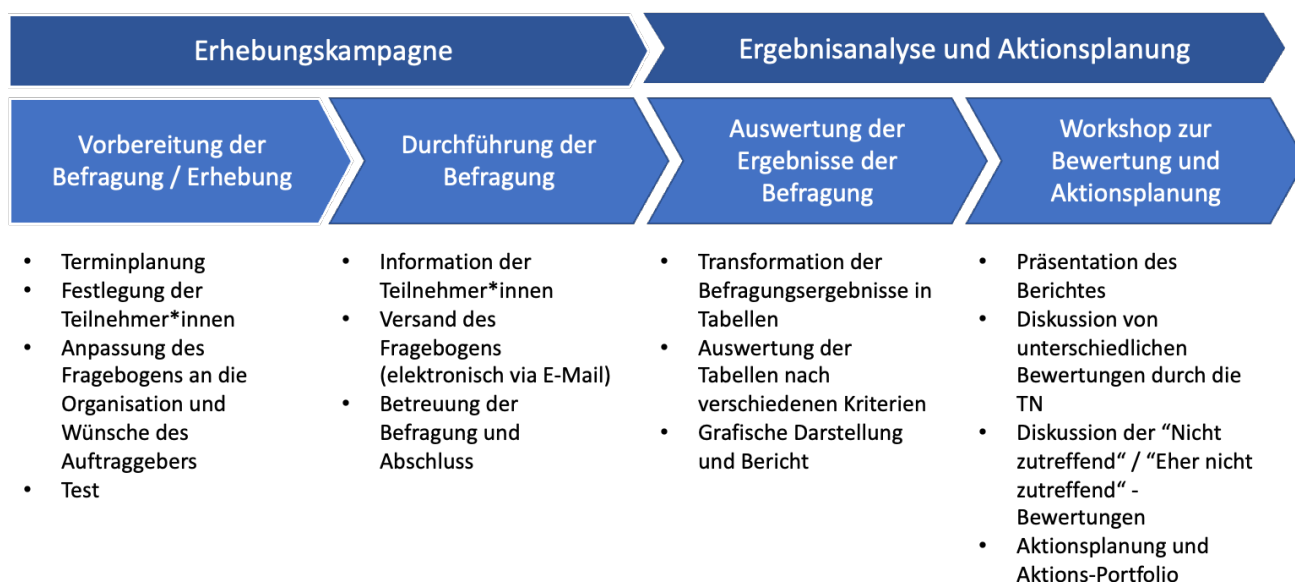 Erhebungskampagne
Ergebnisanalyse und Aktionsplanung
Vorbereitung der
Befragung / Erhebung
Durchführung der
Befragung
Auswertung der
Ergebnisse der
Befragung
Workshop zur
Bewertung und
Aktionsplanung
• Terminplanung
• Festlegung der
Teilnehmer*innen
• Anpassung des
Fragebogens an die
Organisation und
Wünsche des
Auftraggebers
• Test
• Information der
Teilnehmer*innen
• Versand des
Fragebogens
(elektronisch via E-Mail)
• Betreuung der
Befragung und
Abschluss
• Transformation der
Befragungsergebnisse in
Tabellen
• Auswertung der
Tabellen nach
verschiedenen Kriterien
• Grafische Darstellung
und Bericht
• Präsentation des
Berichtes
• Diskussion von
unterschiedlichen
Bewertungen durch die
TN
• Diskussion der “Nicht
zutreffend“ / “Eher nicht
zutreffend“ -
Bewertungen
• Aktionsplanung und
Aktions-Portfolio